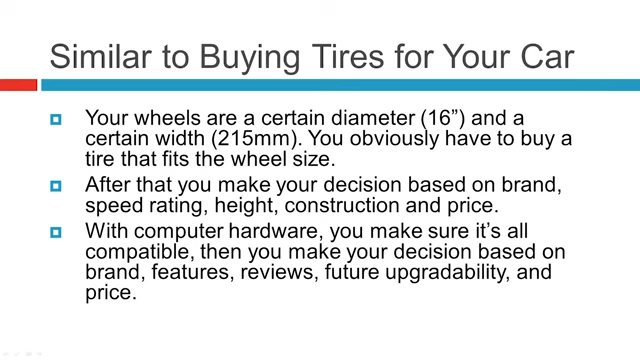 Similar to Buying Tires for Your Car
Your wheels are a certain diameter (16”) and a
certain width (215mm). You obviously have to buy a
tire that fits the wheel size.
After that you make your decision based on brand,
speed rating, height, construction and price.
With computer hardware, you make sure it’s all
compatible, then you make your decision based on
brand, features, reviews, future upgradability, and
price.